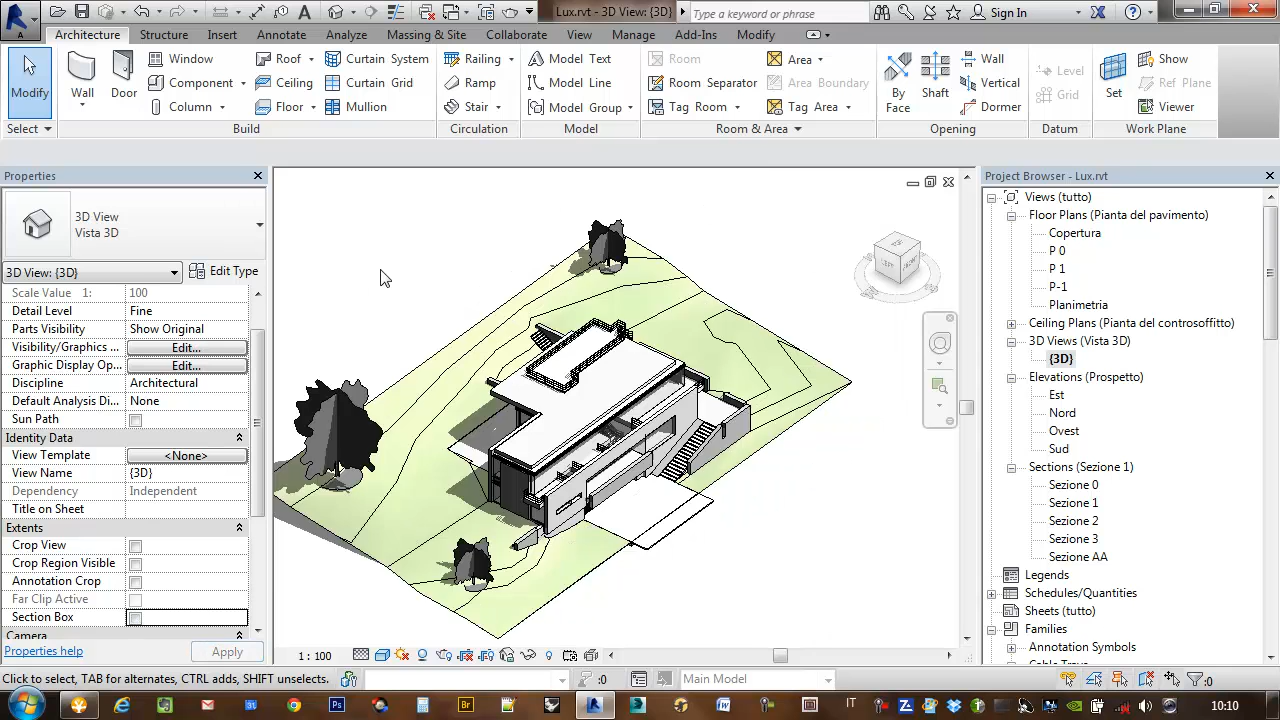 Lux.rvt - 3D View: {3D}
Type a keyword or phrase
Sign In
Architecture Structure Insert Annotate Analyze Massing & Site Collaborate View Manage Add-Ins Modify
Modify
Wall
Door
Window
Component
Column
Roof
Ceiling
Floor
Curtain System
Curtain Grid
Mullion
Railing
Ramp
Stair
Model Text
Model Line
Model Group
Room
Room Separator
Tag Room
Area
Area Boundary
Tag Area
By Face
Shaft
Wall
Vertical
Dormer
Level
Grid
Set
Show
Ref Plane
Viewer
Select Build Circulation Model Room & Area Opening Datum Work Plane
Properties
3D View
Vista 3D
3D View: {3D} Edit Type
Scale Value 1: 100
Detail Level Fine
Parts Visibility Show Original
Visibility/Graphics ... Edit...
Graphic Display Op... Edit...
Discipline Architectural
Default Analysis Di... None
Sun Path
Identity Data
View Template <None>
View Name {3D}
Dependency Independent
Title on Sheet
Extents
Crop View
Crop Region Visible
Annotation Crop
Far Clip Active
Section Box
Camera
Properties help Apply
LEFT FRONT
1 : 100
Project Browser - Lux.rvt
Views (tutto)
Floor Plans (Pianta del pavimento)
Copertura
P 0
P 1
P-1
Planimetria
Ceiling Plans (Pianta del controsoffitto)
3D Views (Vista 3D)
{3D}
Elevations (Prospetto)
Est
Nord
Ovest
Sud
Sections (Sezione 1)
Sezione 0
Sezione 1
Sezione 2
Sezione 3
Sezione AA
Legends
Schedules/Quantities
Sheets (tutto)
Families
Annotation Symbols
Cable Trays
Click to select, TAB for alternates, CTRL adds, SHIFT unselects. :0 Main Model :0
Ps Br W IT 10:10